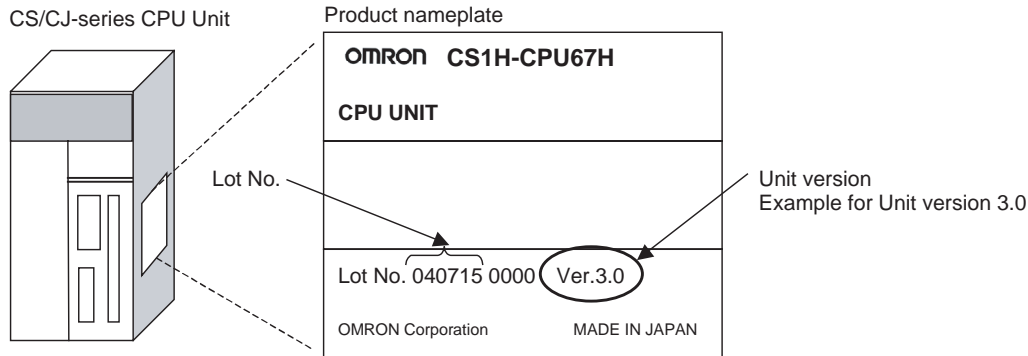 CS/CJ-series CPU Unit
Product nameplate
OMRON CS1H-CPU67H
CPU UNIT
Lot No.
Unit version
Example for Unit version 3.0
Lot No. 040715 0000 Ver.3.0
OMRON Corporation MADE IN JAPAN